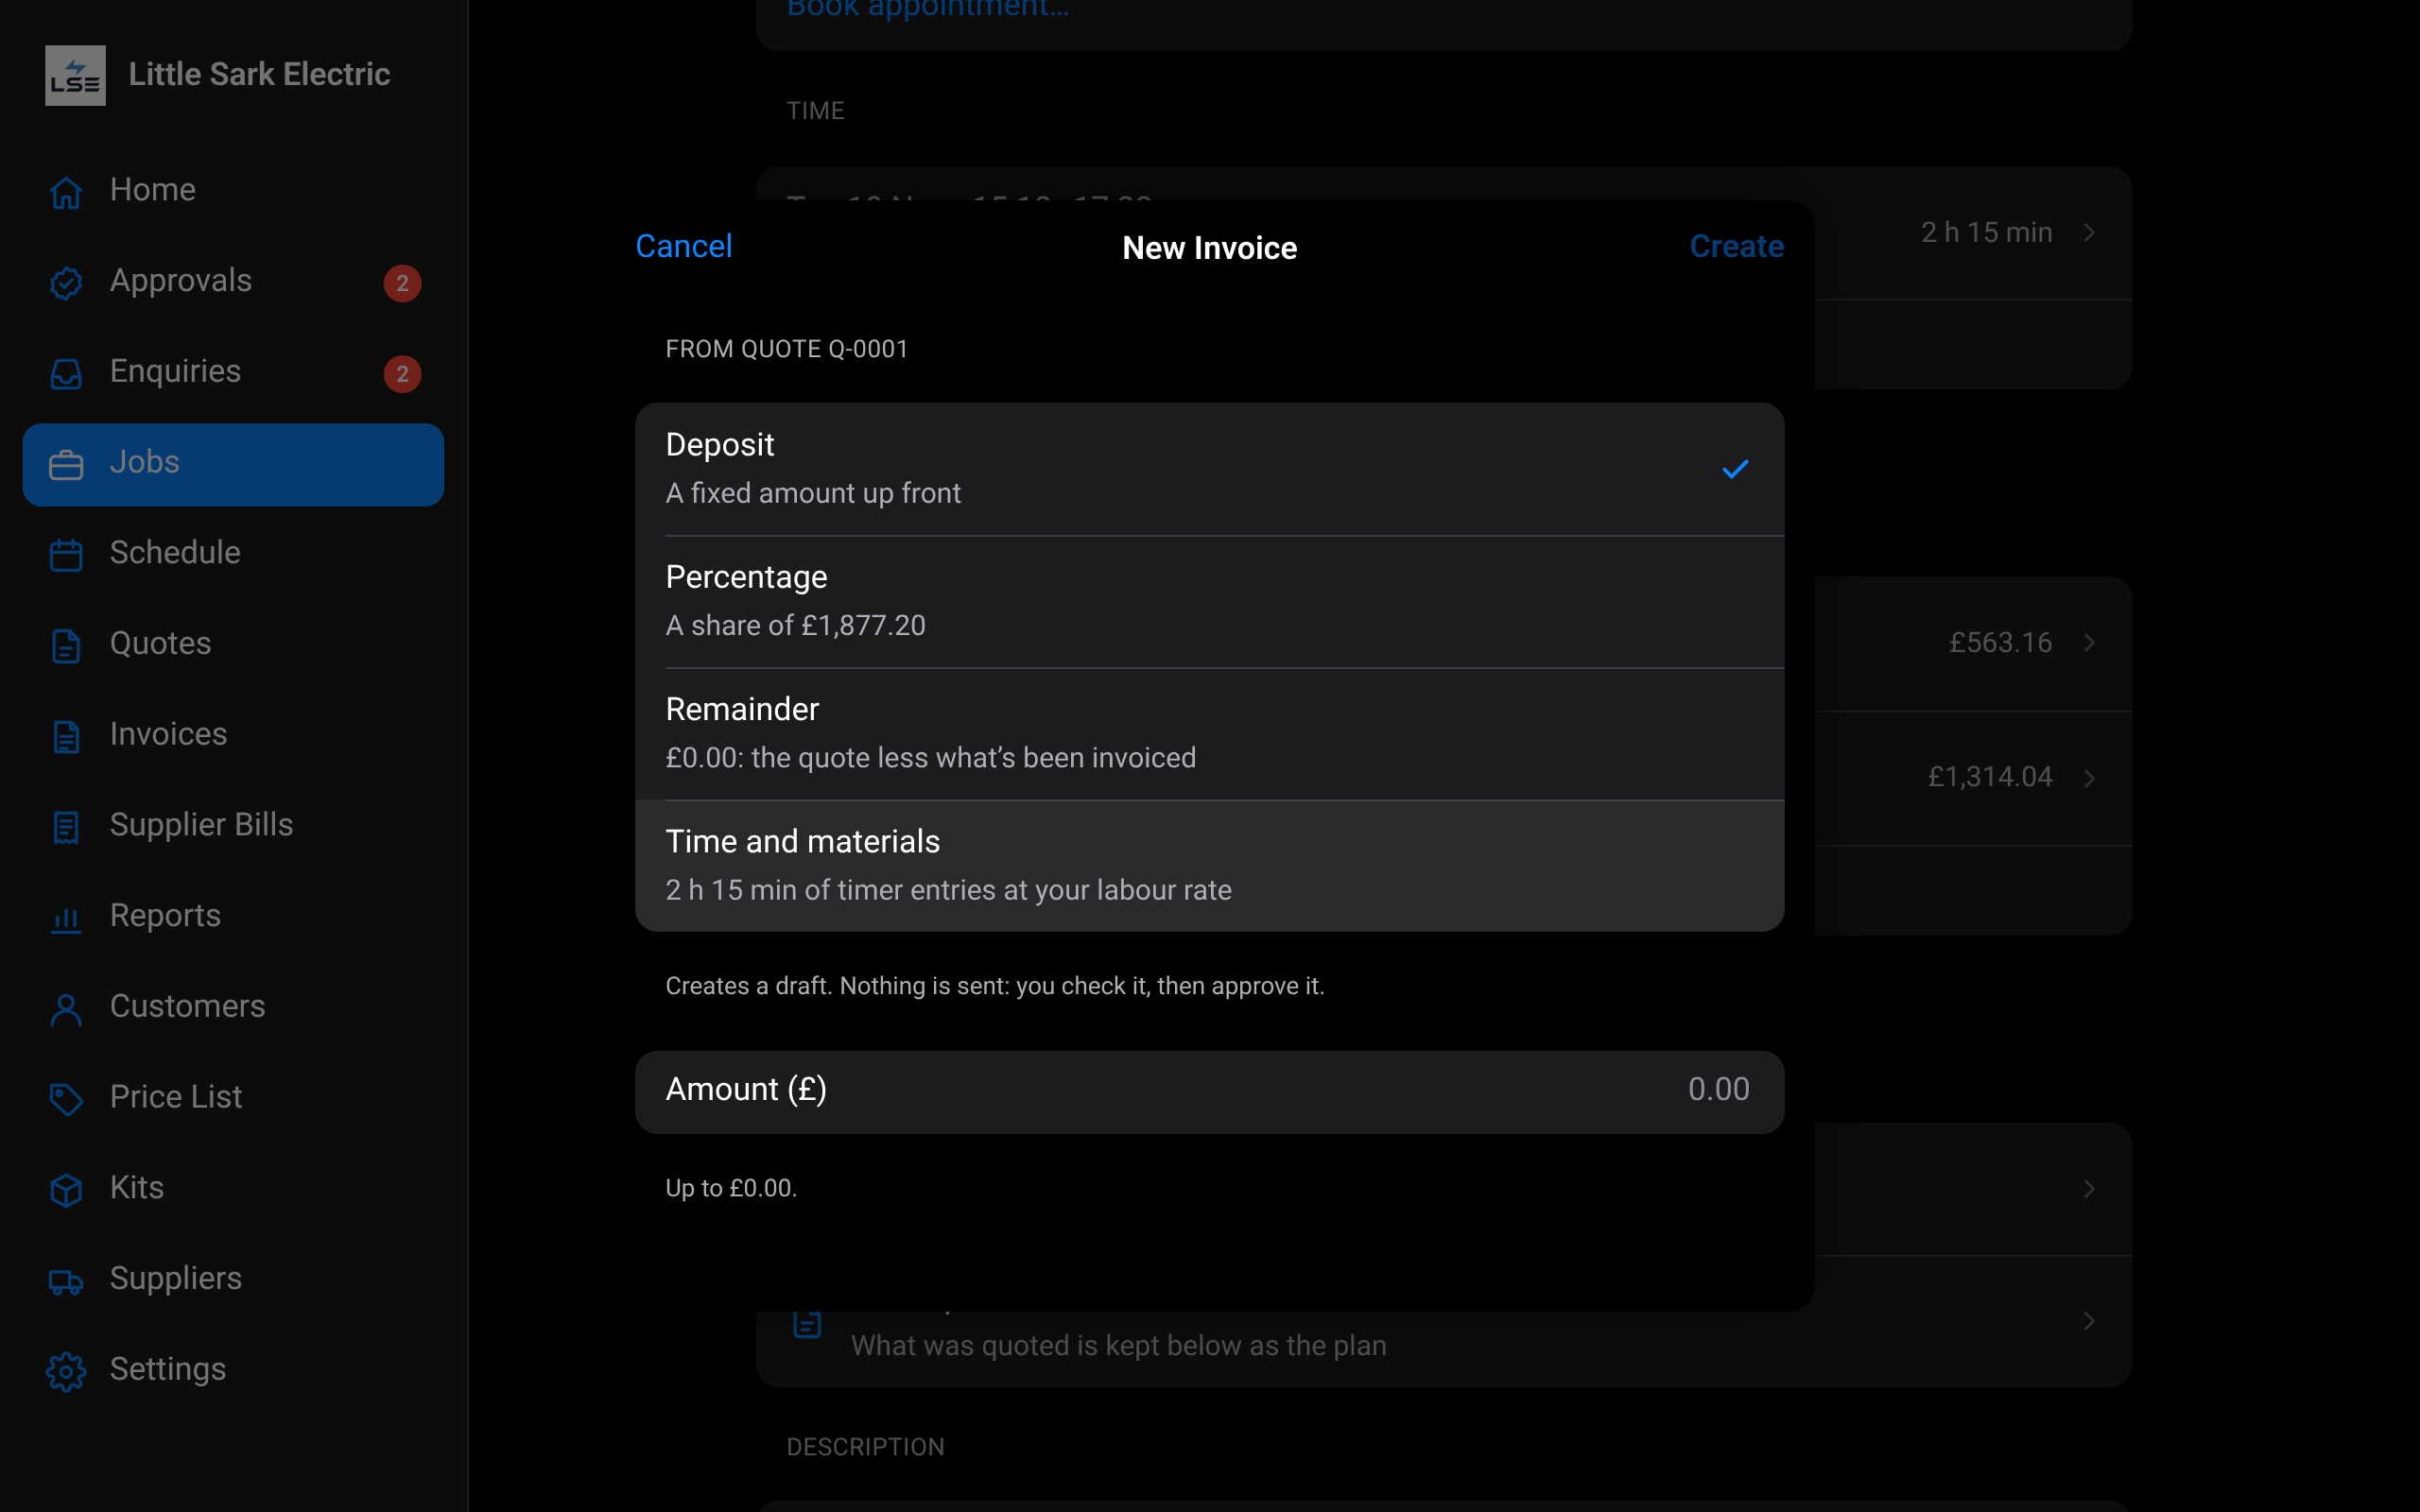 LSE
Little Sark Electric
Home
Approvals
2
Enquiries
2
Jobs
Schedule
Quotes
Invoices
Supplier Bills
Reports
Customers
Price List
Kits
Suppliers
Settings
Book appointment…
TIME
2 h 15 min
Cancel
New Invoice
Create
FROM QUOTE Q-0001
Deposit
A fixed amount up front
Percentage
A share of £1,877.20
£563.16
Remainder
£0.00: the quote less what’s been invoiced
£1,314.04
Time and materials
2 h 15 min of timer entries at your labour rate
Creates a draft. Nothing is sent: you check it, then approve it.
Amount (£)
0.00
Up to £0.00.
What was quoted is kept below as the plan
DESCRIPTION